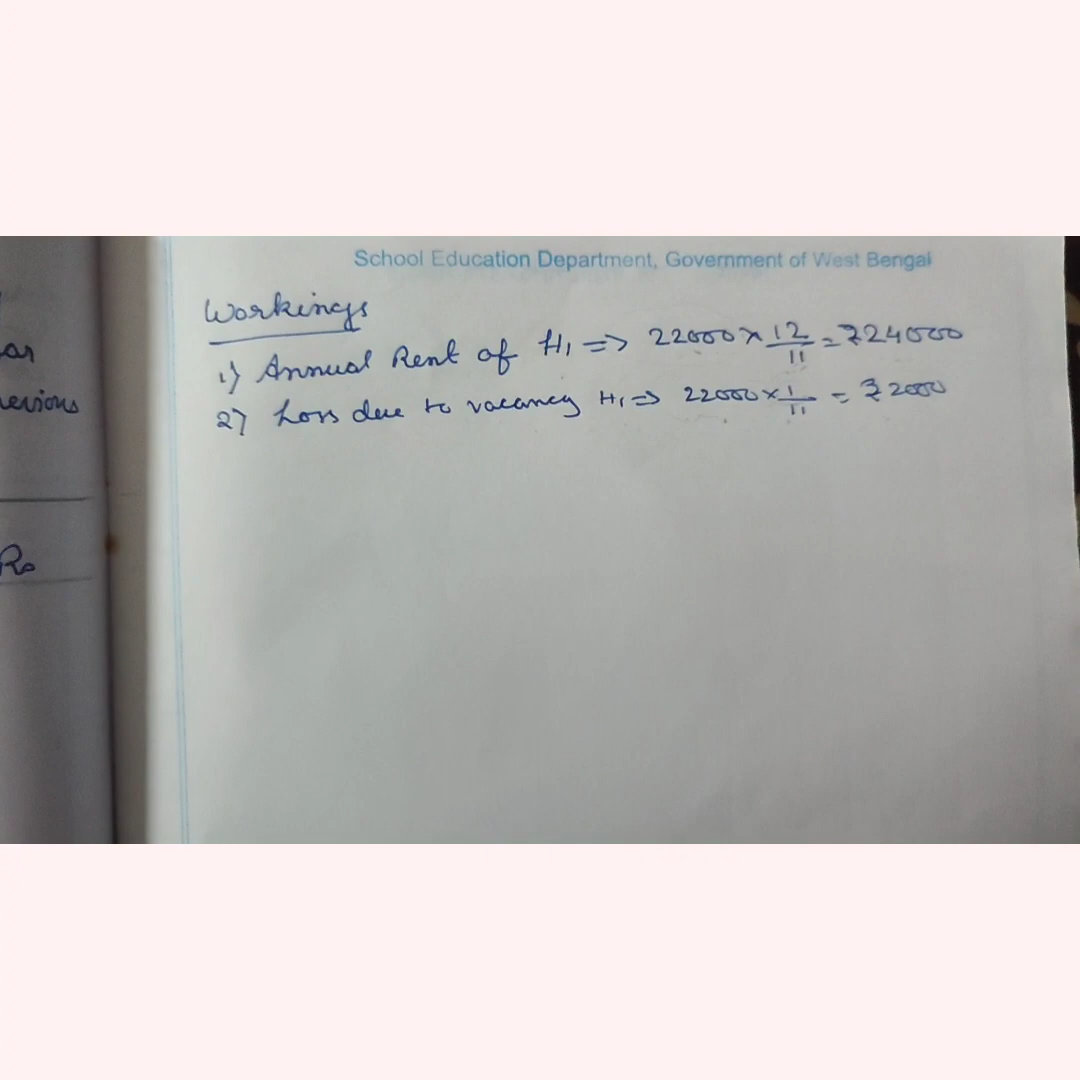 School Education Department, Government of West Bengal
Workings
1) Annual Rent of H₁ => 22000 × 12/11 = ₹24000
2) Loss due to vacancy H₁ => 22000 × 1/11 = ₹2000